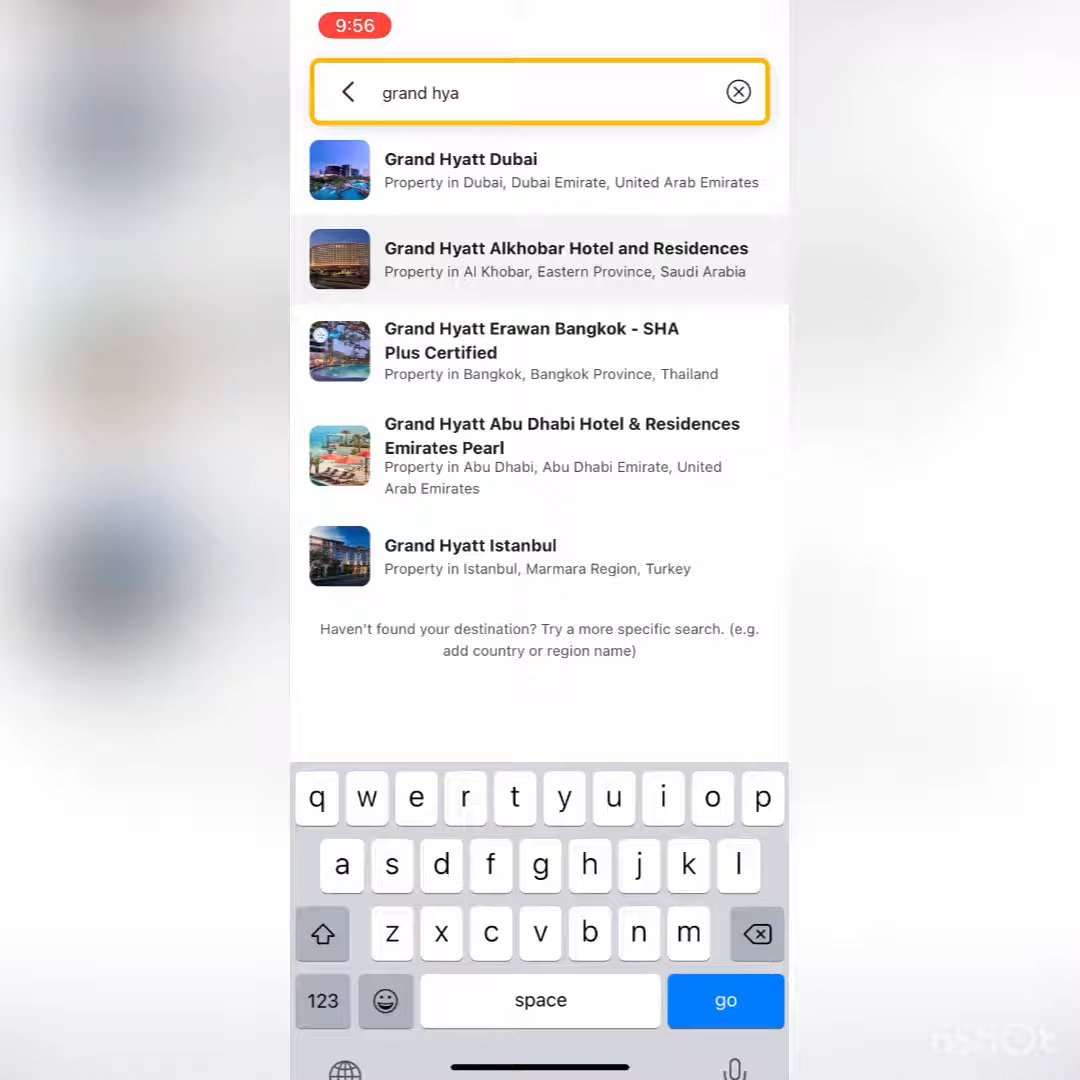 9:56
grand hya
Grand Hyatt Dubai
Property in Dubai, Dubai Emirate, United Arab Emirates
Grand Hyatt Alkhobar Hotel and Residences
Property in Al Khobar, Eastern Province, Saudi Arabia
Grand Hyatt Erawan Bangkok - SHA
Plus Certified
Property in Bangkok, Bangkok Province, Thailand
Grand Hyatt Abu Dhabi Hotel & Residences
Emirates Pearl
Property in Abu Dhabi, Abu Dhabi Emirate, United
Arab Emirates
Grand Hyatt Istanbul
Property in Istanbul, Marmara Region, Turkey
Haven't found your destination? Try a more specific search. (e.g.
add country or region name)
q w e r t y u i o p
a s d f g h j k l
z x c v b n m
123 space go